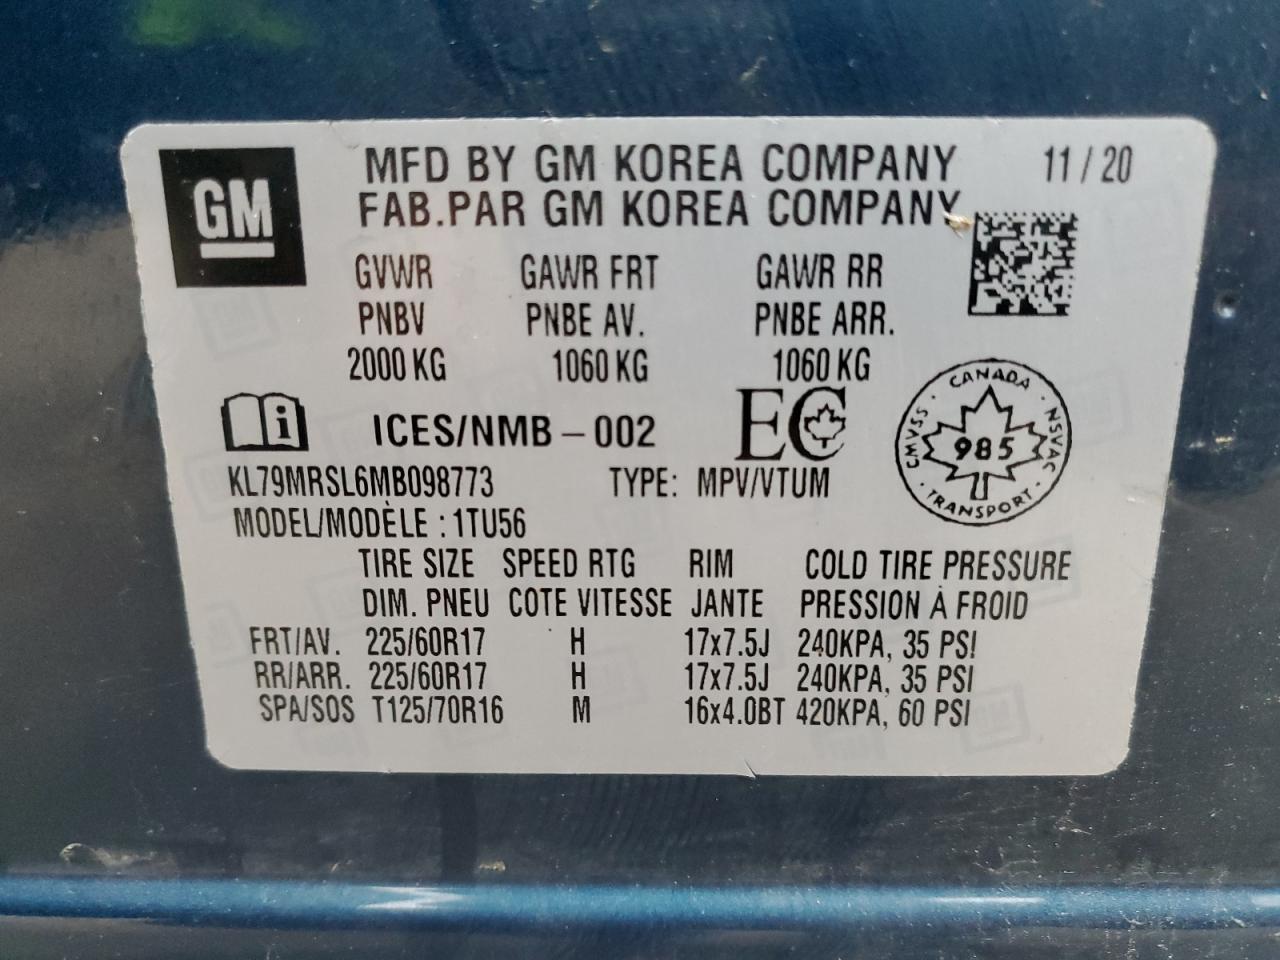 GM
MFD BY GM KOREA COMPANY 11/20
FAB.PAR GM KOREA COMPANY
GVWR GAWR FRT GAWR RR
PNBV PNBE AV. PNBE ARR.
2000 KG 1060 KG 1060 KG
i ICES/NMB-002 EC
CANADA · NSVAC · TRANSPORT · CMVSS · 985
KL79MRSL6MB098773 TYPE: MPV/VTUM
MODEL/MODÈLE : 1TU56
TIRE SIZE SPEED RTG RIM COLD TIRE PRESSURE
DIM. PNEU COTE VITESSE JANTE PRESSION À FROID
FRT/AV. 225/60R17 H 17x7.5J 240KPA, 35 PSI
RR/ARR. 225/60R17 H 17x7.5J 240KPA, 35 PSI
SPA/SOS T125/70R16 M 16x4.0BT 420KPA, 60 PSI